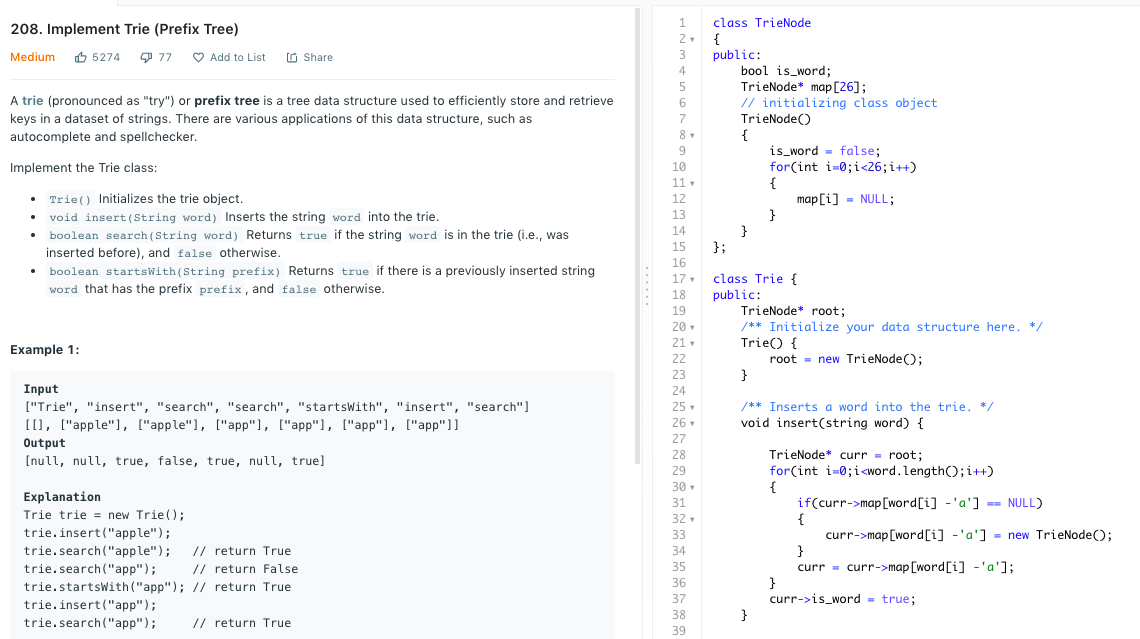 208. Implement Trie (Prefix Tree)
Medium 5274 77 Add to List Share
A trie (pronounced as "try") or prefix tree is a tree data structure used to efficiently store and retrieve
keys in a dataset of strings. There are various applications of this data structure, such as
autocomplete and spellchecker.
Implement the Trie class:
• Trie() Initializes the trie object.
• void insert(String word) Inserts the string word into the trie.
• boolean search(String word) Returns true if the string word is in the trie (i.e., was
inserted before), and false otherwise.
• boolean startsWith(String prefix) Returns true if there is a previously inserted string
word that has the prefix prefix, and false otherwise.
Example 1:
Input
["Trie", "insert", "search", "search", "startsWith", "insert", "search"]
[[], ["apple"], ["apple"], ["app"], ["app"], ["app"], ["app"]]
Output
[null, null, true, false, true, null, true]
Explanation
Trie trie = new Trie();
trie.insert("apple");
trie.search("apple");   // return True
trie.search("app");     // return False
trie.startsWith("app"); // return True
trie.insert("app");
trie.search("app");     // return True
1 class TrieNode
2 {
3 public:
4     bool is_word;
5     TrieNode* map[26];
6     // initializing class object
7     TrieNode()
8     {
9         is_word = false;
10         for(int i=0;i<26;i++)
11         {
12             map[i] = NULL;
13         }
14     }
15 };
16
17 class Trie {
18 public:
19     TrieNode* root;
20     /** Initialize your data structure here. */
21     Trie() {
22         root = new TrieNode();
23     }
24
25     /** Inserts a word into the trie. */
26     void insert(string word) {
27
28         TrieNode* curr = root;
29         for(int i=0;i<word.length();i++)
30         {
31             if(curr->map[word[i] -'a'] == NULL)
32             {
33                 curr->map[word[i] -'a'] = new TrieNode();
34             }
35             curr = curr->map[word[i] -'a'];
36         }
37         curr->is_word = true;
38     }
39